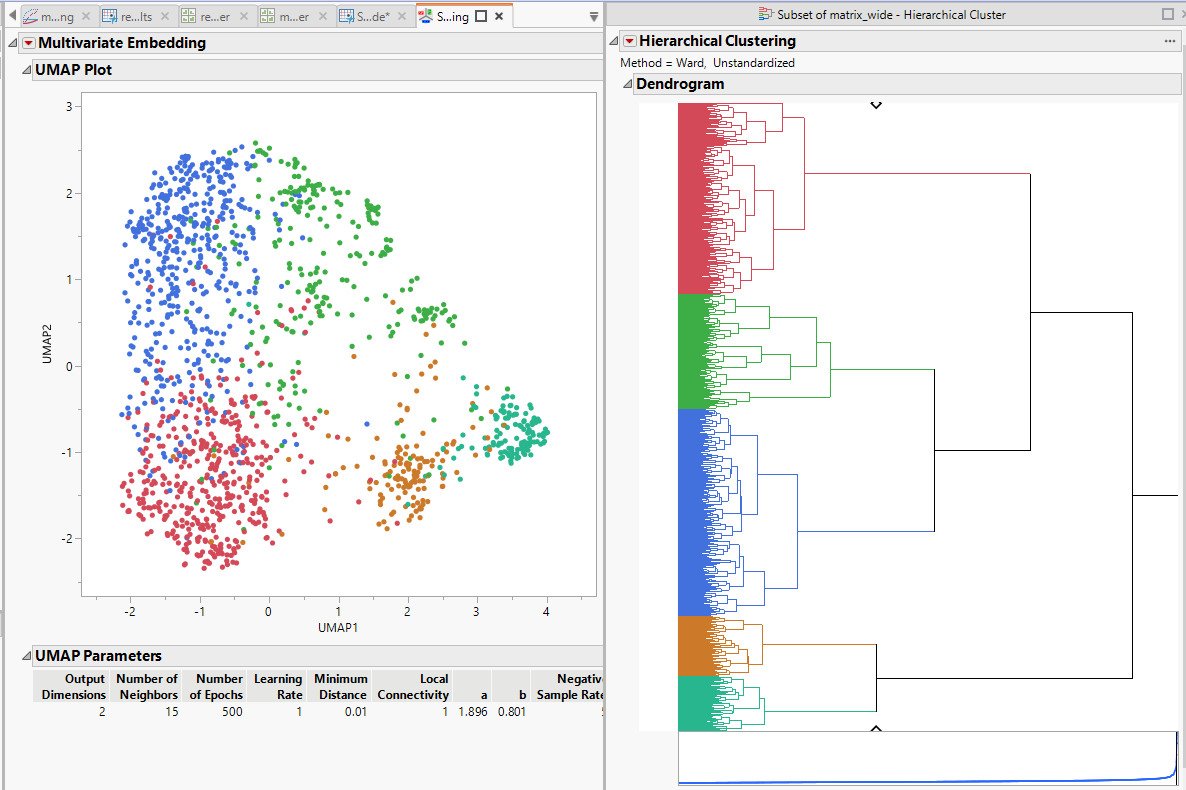 m...ng
re...lts
re...er
m...er
S...de*
S...ing
Multivariate Embedding
UMAP Plot
3
2
1
0
-1
-2
UMAP2
-2 -1 0 1 2 3 4
UMAP1
UMAP Parameters
Output Number of Number Learning Minimum Local Negative
Dimensions Neighbors of Epochs Rate Distance Connectivity a b Sample Rate
2 15 500 1 0.01 1 1.896 0.801
Subset of matrix_wide - Hierarchical Cluster
Hierarchical Clustering
Method = Ward, Unstandardized
Dendrogram